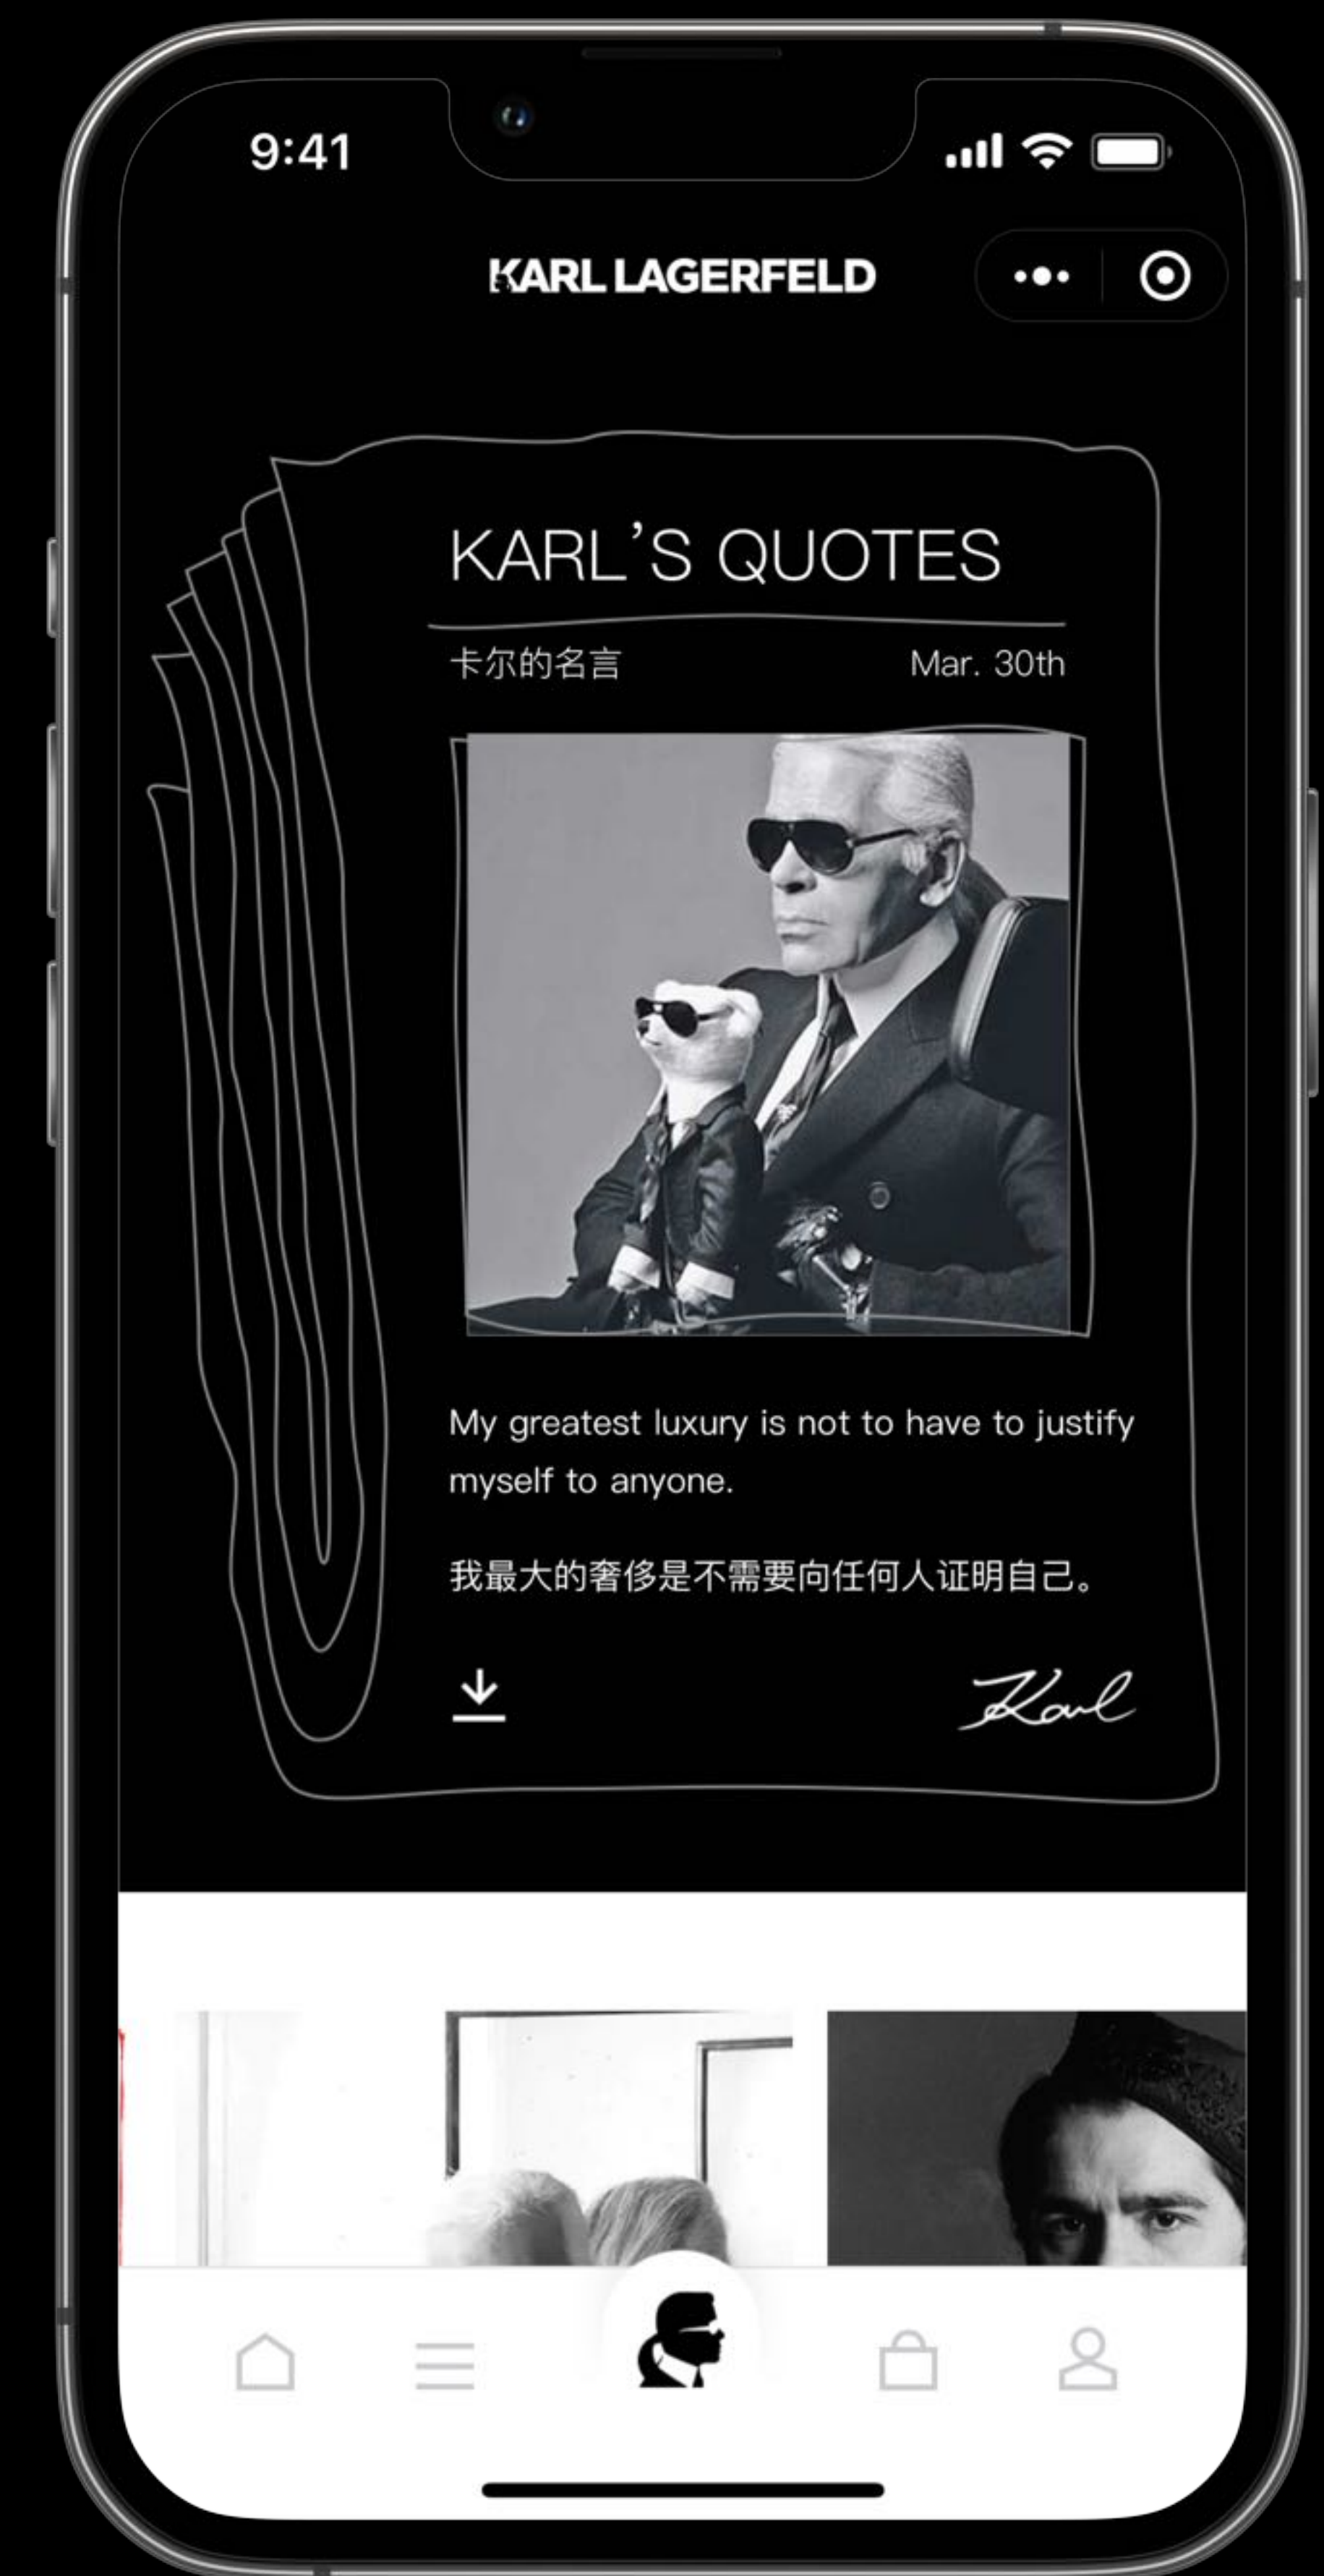 9:41
KARL LAGERFELD
KARL’S QUOTES
卡尔的名言
Mar. 30th
My greatest luxury is not to have to justify
myself to anyone.
我最大的奢侈是不需要向任何人证明自己。
Karl